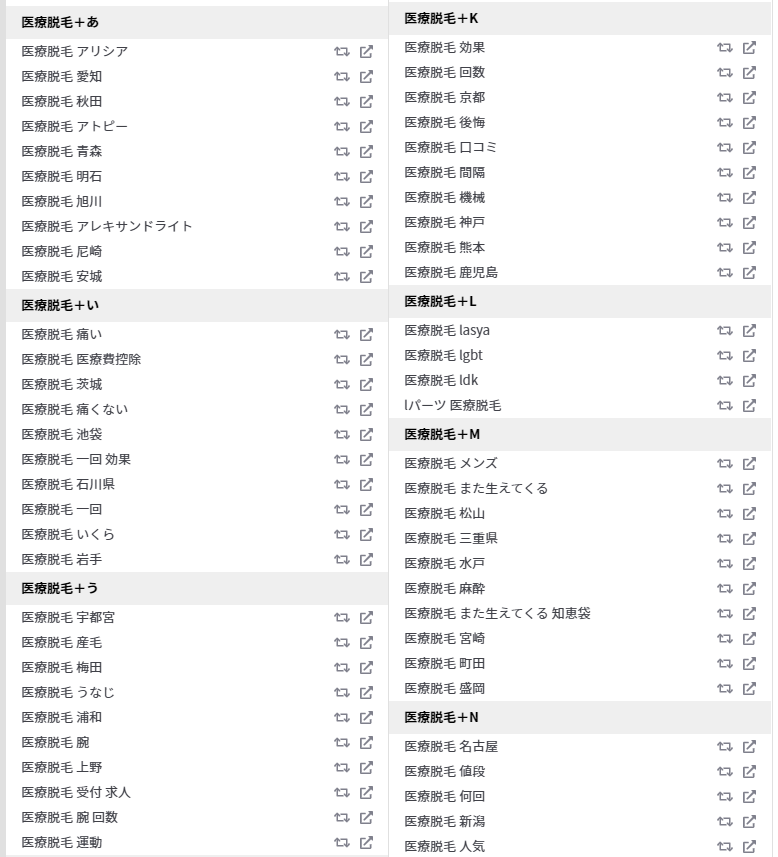 医療脱毛＋あ
医療脱毛 アリシア
医療脱毛 愛知
医療脱毛 秋田
医療脱毛 アトピー
医療脱毛 青森
医療脱毛 明石
医療脱毛 旭川
医療脱毛 アレキサンドライト
医療脱毛 尼崎
医療脱毛 安城
医療脱毛＋い
医療脱毛 痛い
医療脱毛 医療費控除
医療脱毛 茨城
医療脱毛 痛くない
医療脱毛 池袋
医療脱毛 一回 効果
医療脱毛 石川県
医療脱毛 一回
医療脱毛 いくら
医療脱毛 岩手
医療脱毛＋う
医療脱毛 宇都宮
医療脱毛 産毛
医療脱毛 梅田
医療脱毛 うなじ
医療脱毛 浦和
医療脱毛 腕
医療脱毛 上野
医療脱毛 受付 求人
医療脱毛 腕 回数
医療脱毛 運動
医療脱毛＋K
医療脱毛 効果
医療脱毛 回数
医療脱毛 京都
医療脱毛 後悔
医療脱毛 口コミ
医療脱毛 間隔
医療脱毛 機械
医療脱毛 神戸
医療脱毛 熊本
医療脱毛 鹿児島
医療脱毛＋L
医療脱毛 lasya
医療脱毛 lgbt
医療脱毛 ldk
lパーツ 医療脱毛
医療脱毛＋M
医療脱毛 メンズ
医療脱毛 また生えてくる
医療脱毛 松山
医療脱毛 三重県
医療脱毛 水戸
医療脱毛 麻酔
医療脱毛 また生えてくる 知恵袋
医療脱毛 宮崎
医療脱毛 町田
医療脱毛 盛岡
医療脱毛＋N
医療脱毛 名古屋
医療脱毛 値段
医療脱毛 何回
医療脱毛 新潟
医療脱毛 人気